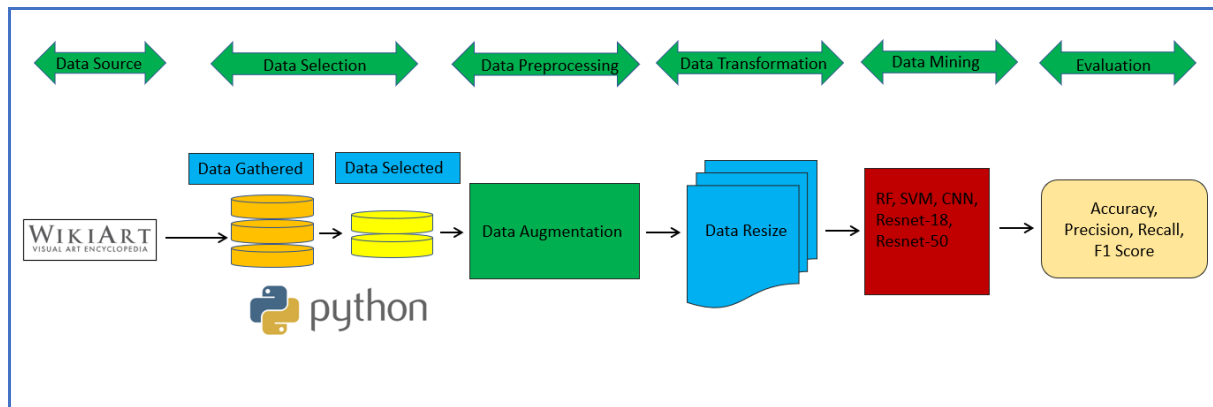 Data Source
Data Selection
Data Preprocessing
Data Transformation
Data Mining
Evaluation
Data Gathered
Data Selected
WIKIART
VISUAL ART ENCYCLOPEDIA
Data Augmentation
Data Resize
RF, SVM, CNN,
Resnet-18,
Resnet-50
Accuracy,
Precision, Recall,
F1 Score
python